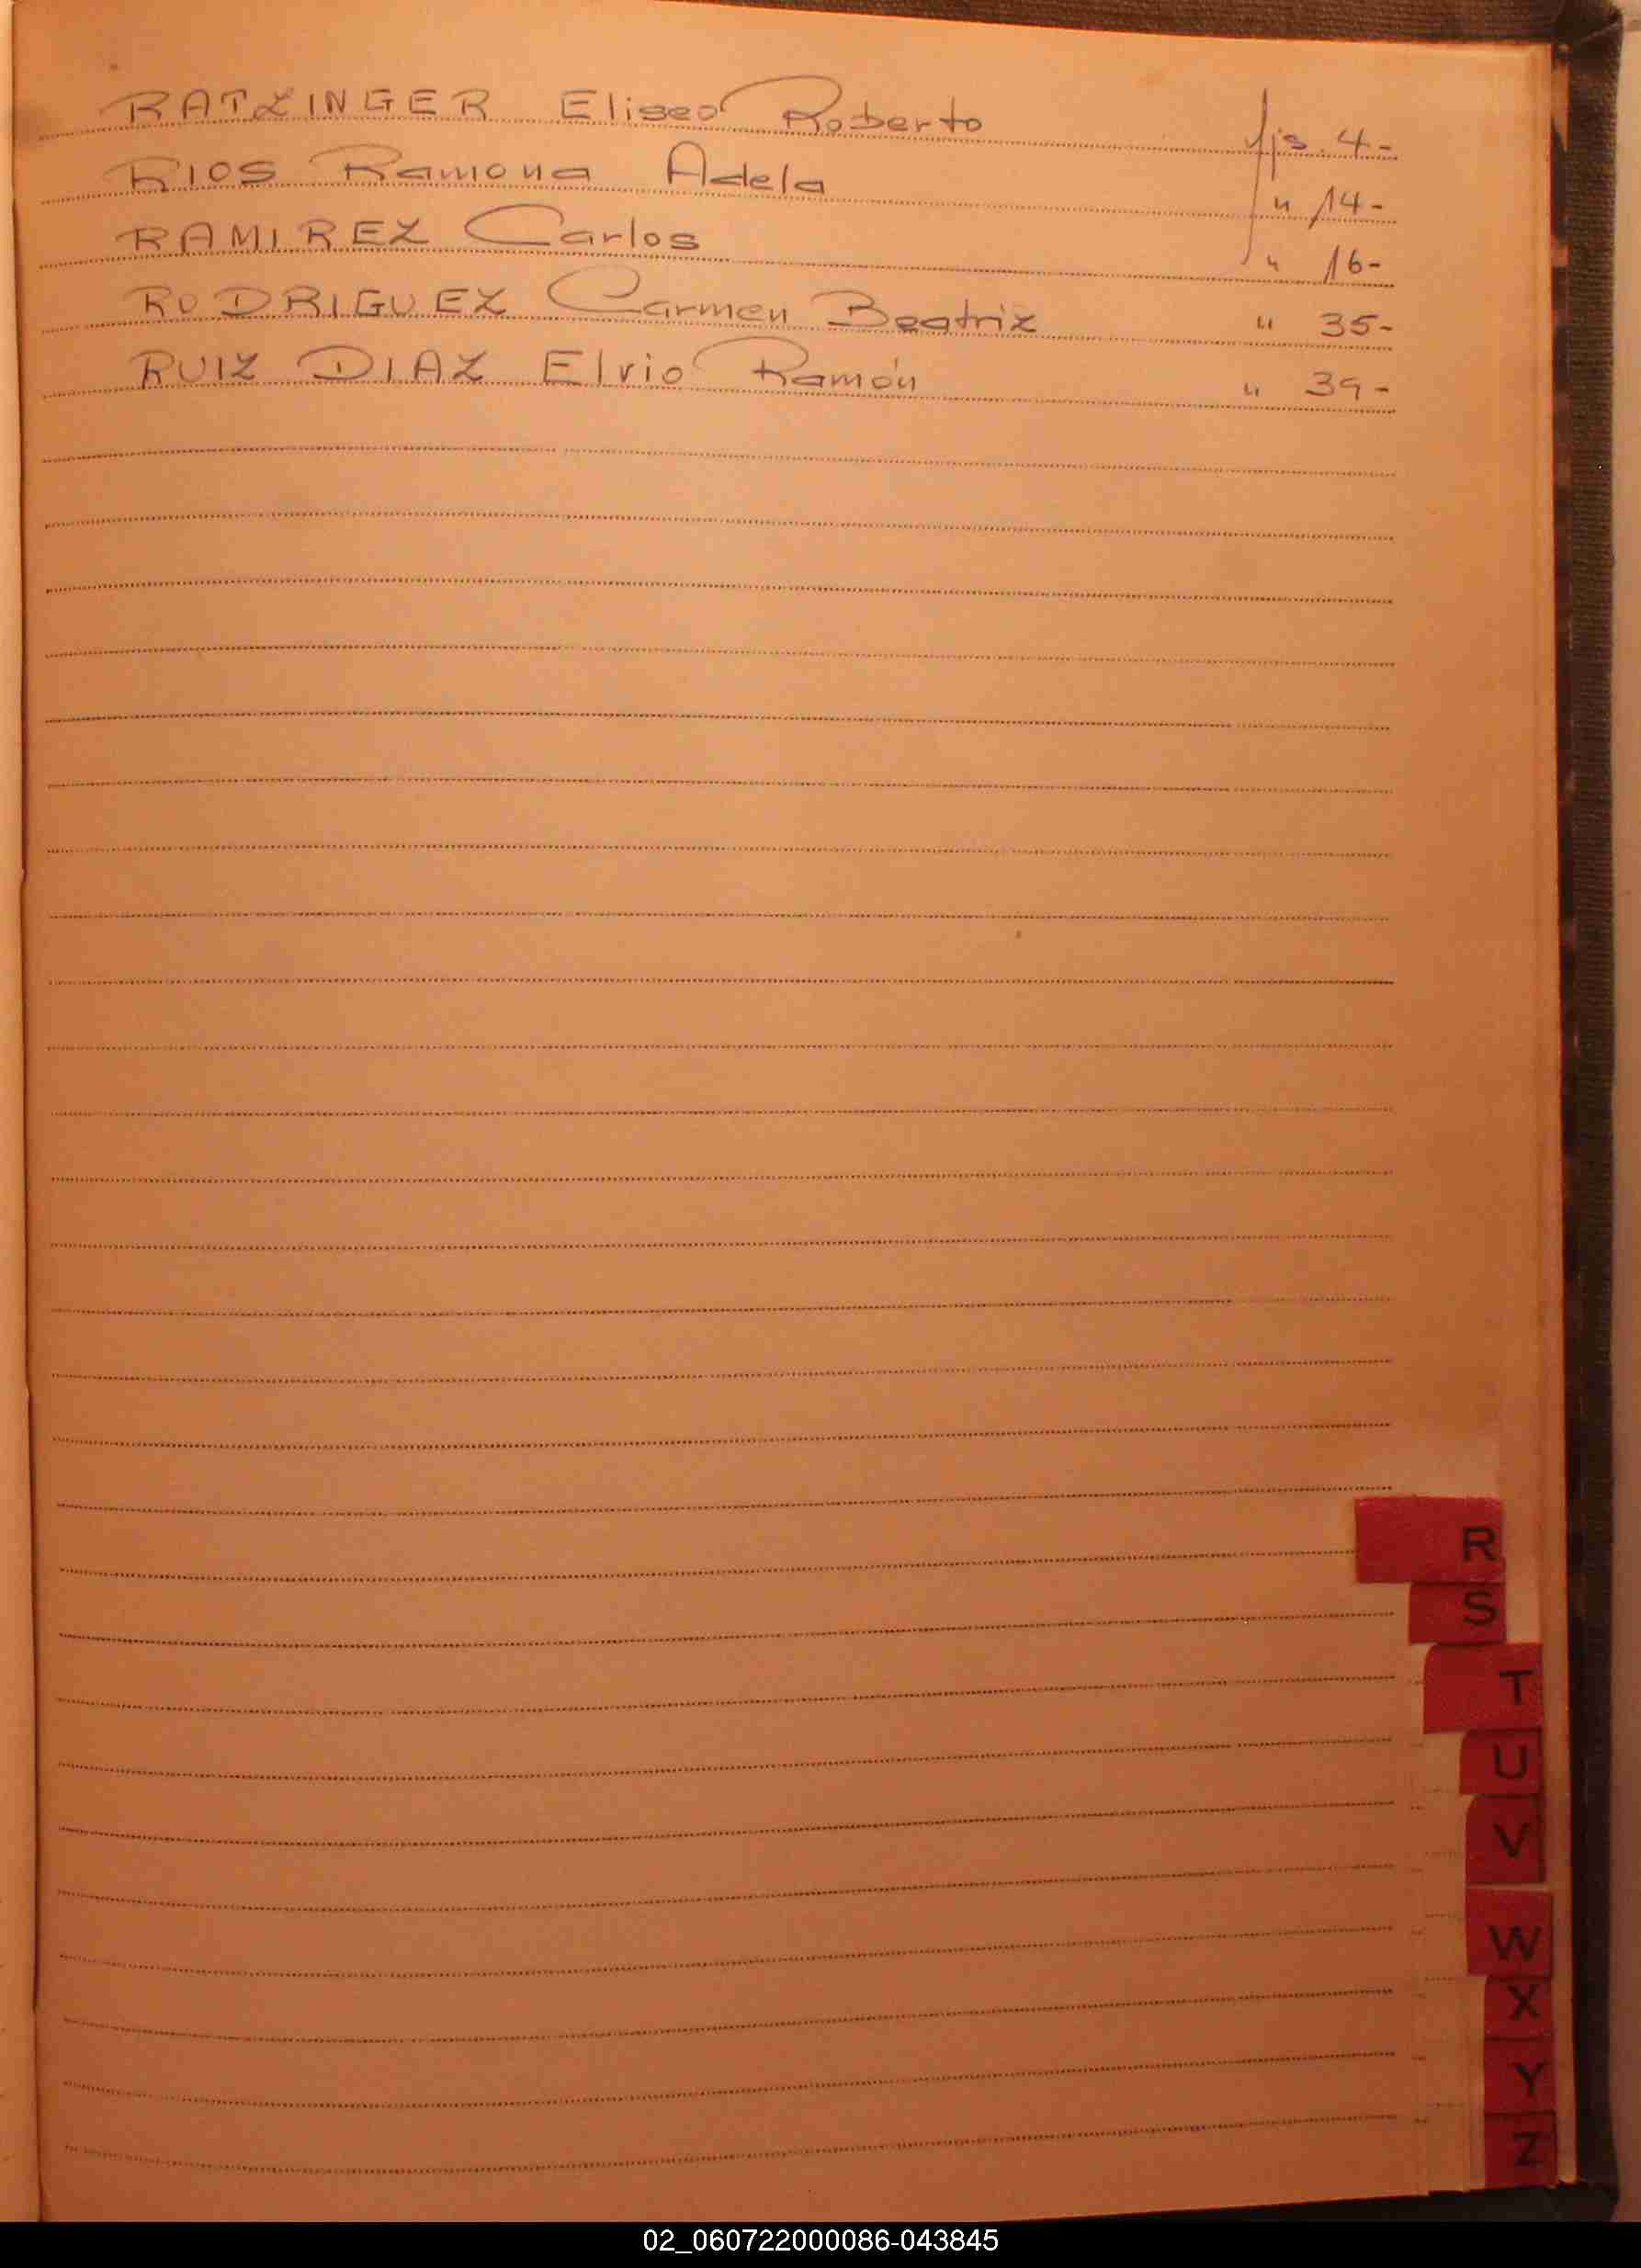 RATZINGER Eliseo Roberto fjs. 4-
RIOS Ramona Adela " 14-
RAMIREZ Carlos " 16-
RODRIGUEZ Carmen Beatriz " 35-
RUIZ DIAZ Elvio Ramón " 39-
R
S
T
U
V
W
X
Y
Z
02_060722000086-043845